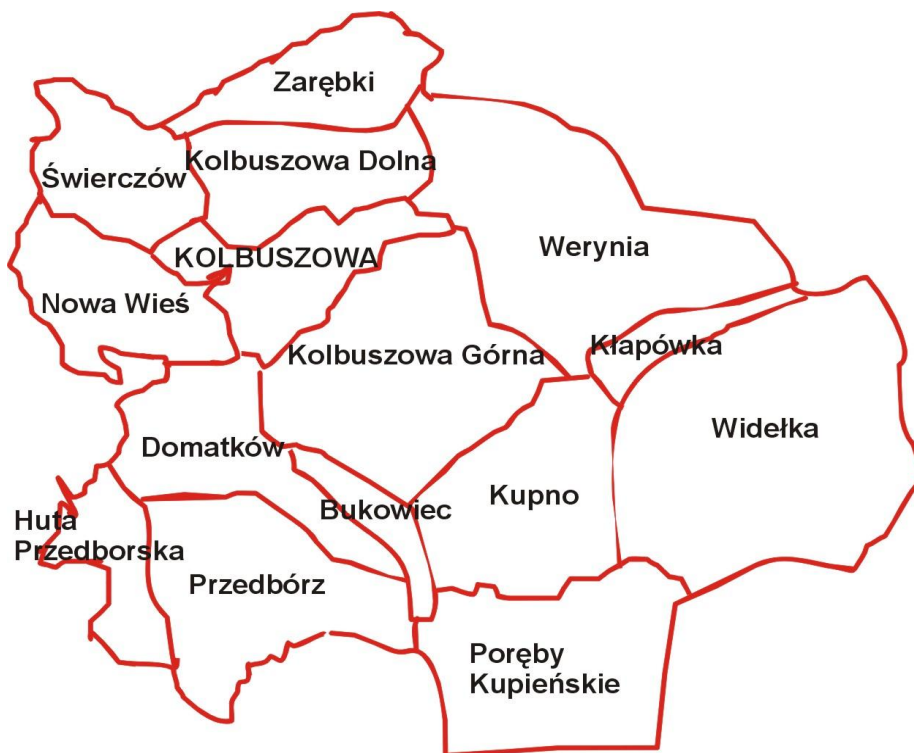 Zarębki
Kolbuszowa Dolna
Świerczów
Werynia
KOLBUSZOWA
Nowa Wieś
Kłapówka
Kolbuszowa Górna
Widełka
Domatków
Kupno
Bukowiec
Huta
Przedborska
Przedbórz
Poręby
Kupieńskie